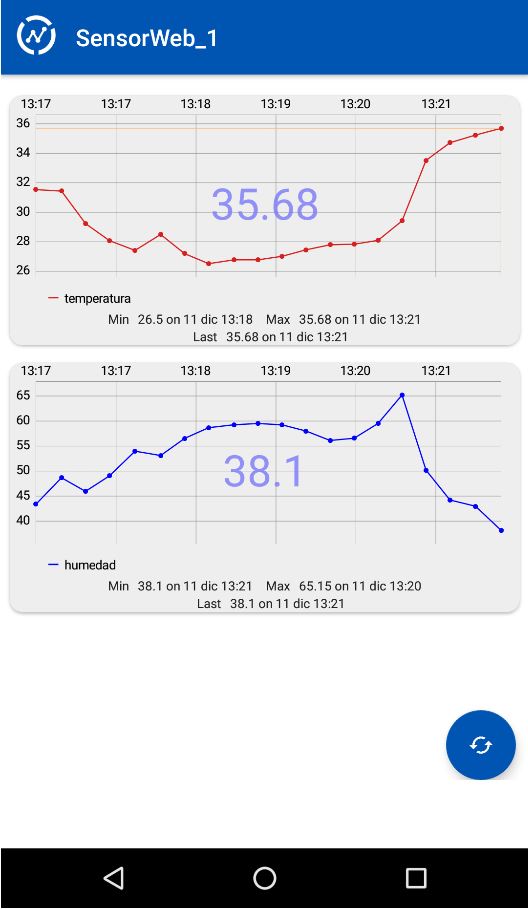 SensorWeb_1
13:17 13:17 13:18 13:19 13:20 13:21
36
34
32
30
28
26
35.68
temperatura
Min 26.5 on 11 dic 13:18 Max 35.68 on 11 dic 13:21
Last 35.68 on 11 dic 13:21
13:17 13:17 13:18 13:19 13:20 13:21
65
60
55
50
45
40
38.1
humedad
Min 38.1 on 11 dic 13:21 Max 65.15 on 11 dic 13:20
Last 38.1 on 11 dic 13:21